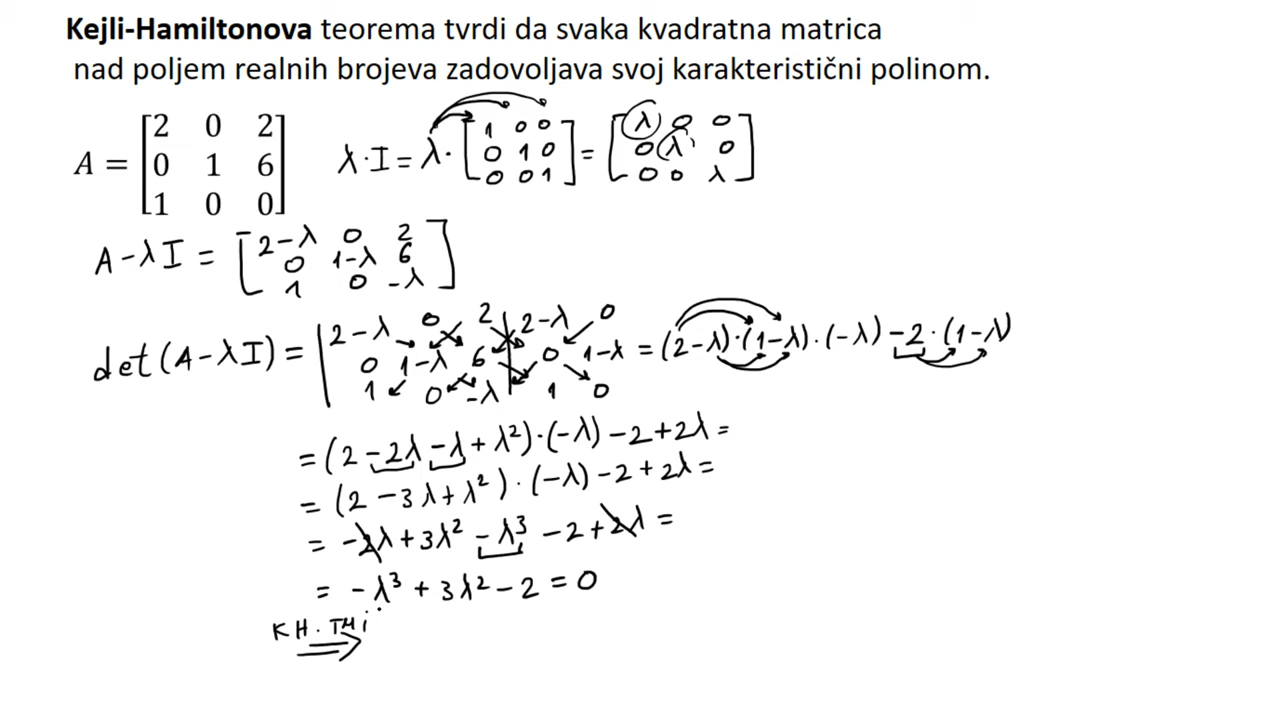 Kejli-Hamiltonova teorema tvrdi da svaka kvadratna matrica
nad poljem realnih brojeva zadovoljava svoj karakteristični polinom.
A = [2 0 2; 0 1 6; 1 0 0]
λ·I = λ·[1 0 0; 0 1 0; 0 0 1] = [λ 0 0; 0 λ 0; 0 0 λ]
A-λI = [2-λ 0 2; 0 1-λ 6; 1 0 -λ]
det(A-λI) = |2-λ 0 2; 0 1-λ 6; 1 0 -λ| 2-λ 0; 0 1-λ; 1 0 = (2-λ)·(1-λ)·(-λ) -2·(1-λ)
= (2 -2λ -λ + λ²)·(-λ) -2+2λ =
= (2 -3λ+λ²)·(-λ) -2+2λ =
= -2λ+3λ² -λ³ -2+2λ =
= -λ³ + 3λ² - 2 = 0
KH. TMi
⇒